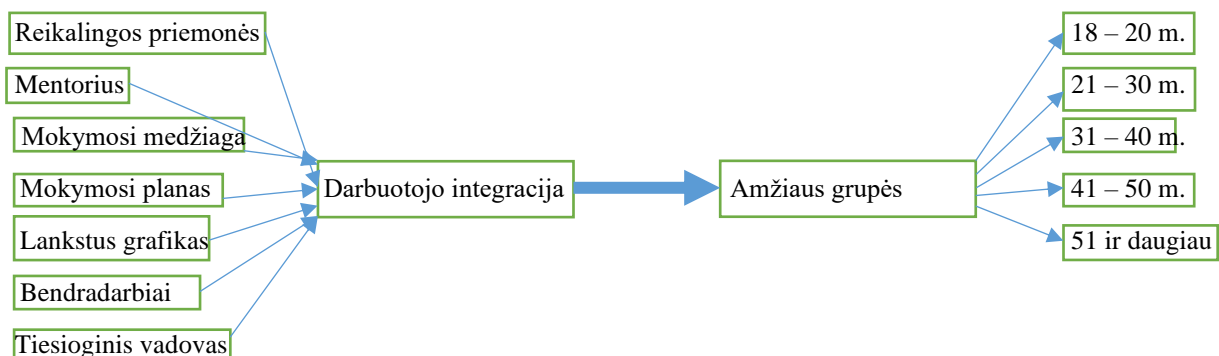 Reikalingos priemonės
Mentorius
Mokymosi medžiaga
Mokymosi planas
Lankstus grafikas
Bendradarbiai
Tiesioginis vadovas
Darbuotojo integracija
Amžiaus grupės
18 – 20 m.
21 – 30 m.
31 – 40 m.
41 – 50 m.
51 ir daugiau